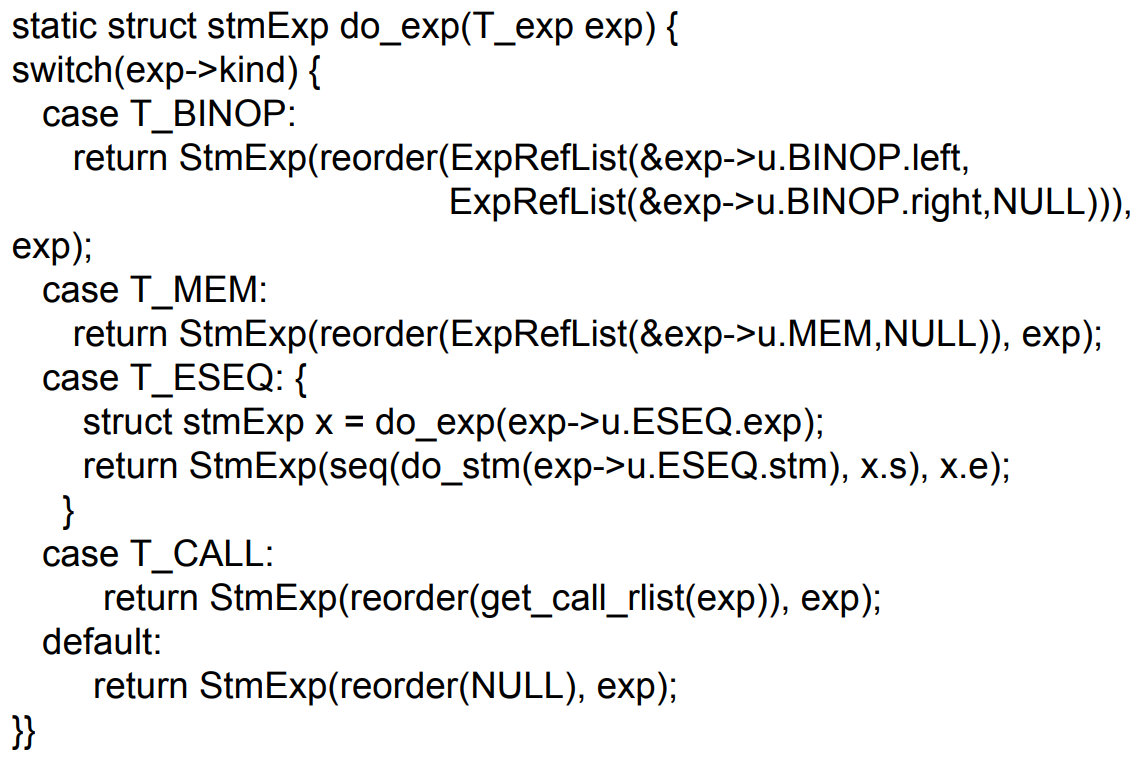 static struct stmExp do_exp(T_exp exp) {
switch(exp->kind) {
case T_BINOP:
return StmExp(reorder(ExpRefList(&exp->u.BINOP.left,
ExpRefList(&exp->u.BINOP.right,NULL))),
exp);
case T_MEM:
return StmExp(reorder(ExpRefList(&exp->u.MEM,NULL)), exp);
case T_ESEQ: {
struct stmExp x = do_exp(exp->u.ESEQ.exp);
return StmExp(seq(do_stm(exp->u.ESEQ.stm), x.s), x.e);
}
case T_CALL:
return StmExp(reorder(get_call_rlist(exp)), exp);
default:
return StmExp(reorder(NULL), exp);
}}